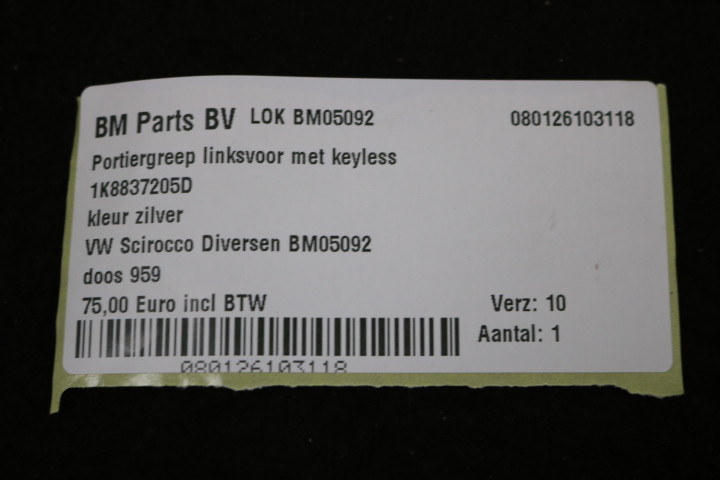 BM Parts BV LOK BM05092 080126103118
Portiergreep linksvoor met keyless
1K8837205D
kleur zilver
VW Scirocco Diversen BM05092
doos 959
75,00 Euro incl BTW Verz: 10
Aantal: 1
080126103118